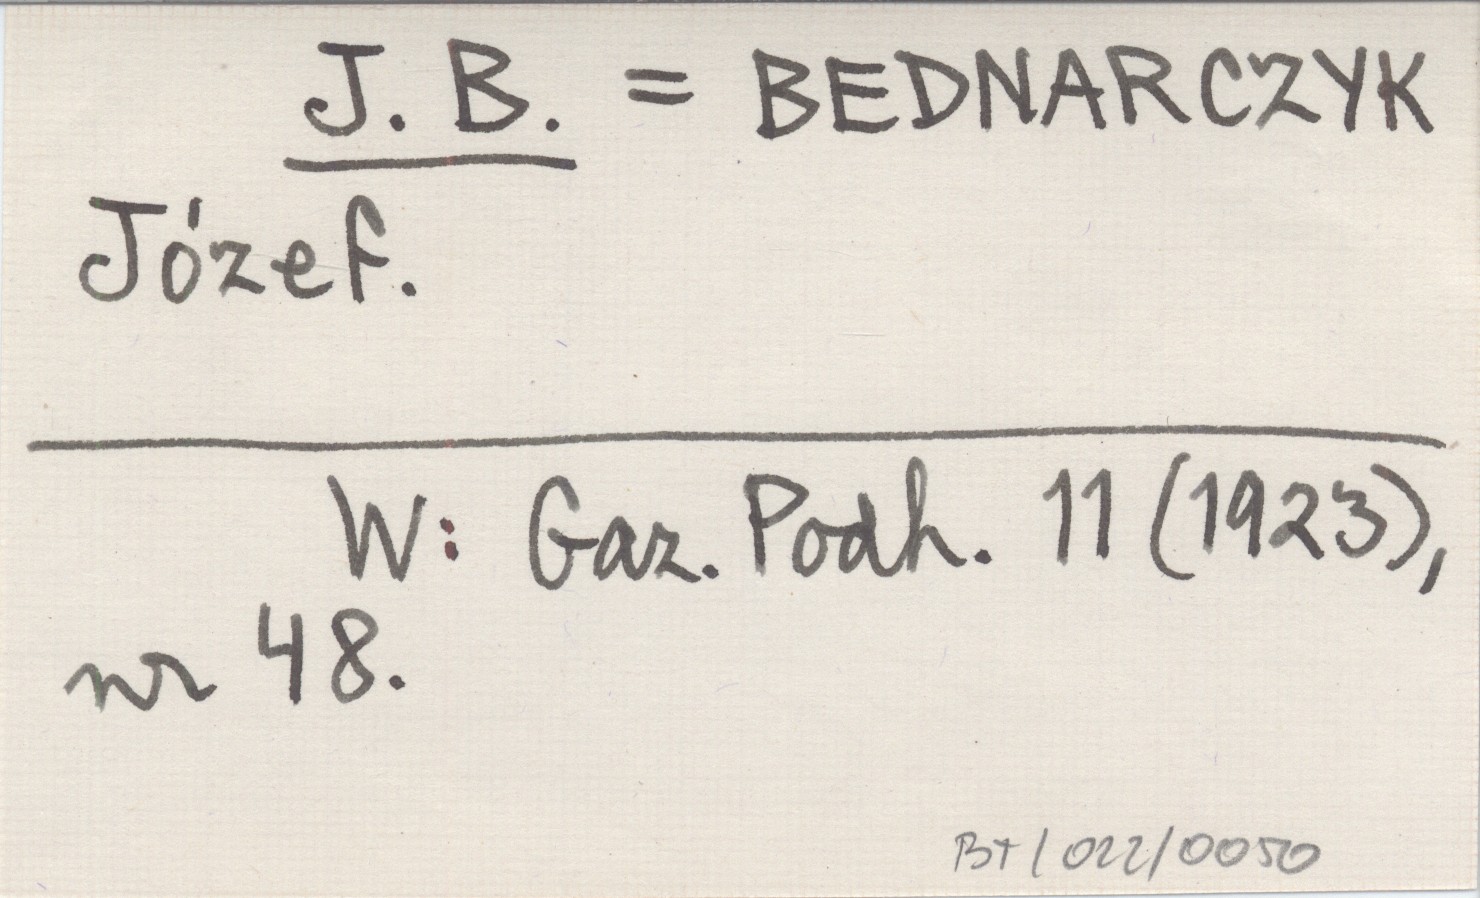 J. B. = BEDNARCZYK
Józef.
W: Gaz. Podh. 11 (1923),
nr 48.
BT/022/0050